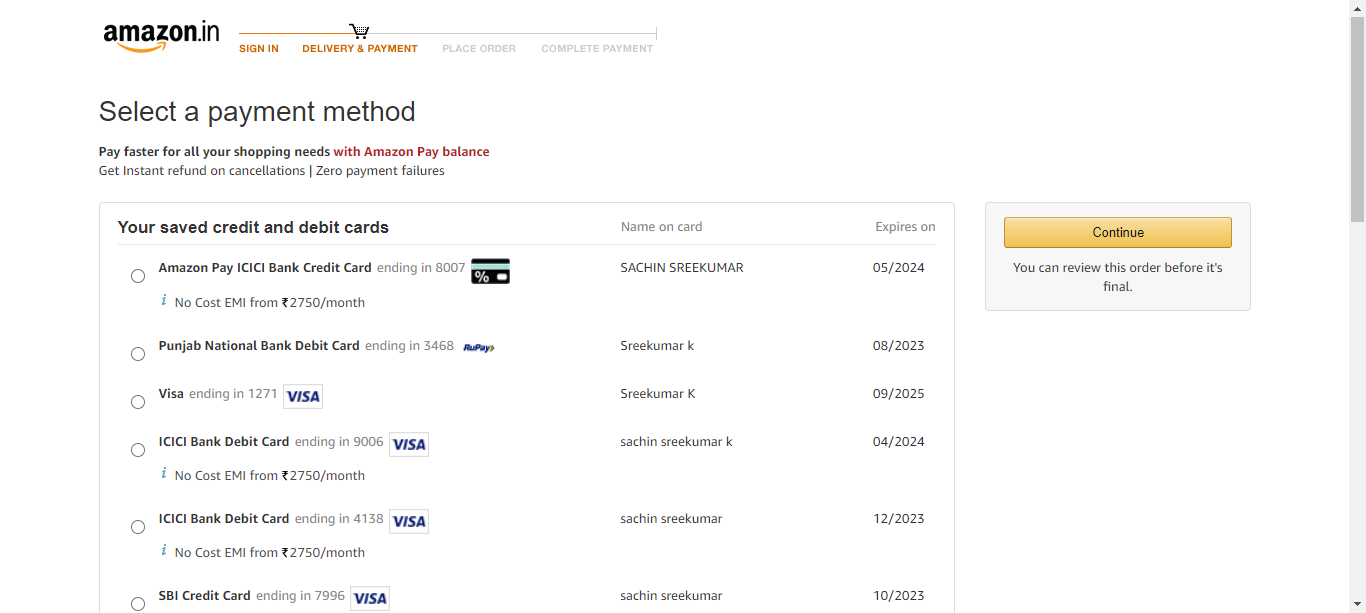 amazon.in
SIGN IN DELIVERY & PAYMENT PLACE ORDER COMPLETE PAYMENT
Select a payment method
Pay faster for all your shopping needs with Amazon Pay balance
Get Instant refund on cancellations | Zero payment failures
Your saved credit and debit cards Name on card Expires on
Amazon Pay ICICI Bank Credit Card ending in 8007 % SACHIN SREEKUMAR 05/2024
i No Cost EMI from ₹2750/month
Punjab National Bank Debit Card ending in 3468 RuPay Sreekumar k 08/2023
Visa ending in 1271 VISA Sreekumar K 09/2025
ICICI Bank Debit Card ending in 9006 VISA sachin sreekumar k 04/2024
i No Cost EMI from ₹2750/month
ICICI Bank Debit Card ending in 4138 VISA sachin sreekumar 12/2023
i No Cost EMI from ₹2750/month
SBI Credit Card ending in 7996 VISA sachin sreekumar 10/2023
Continue
You can review this order before it's
final.